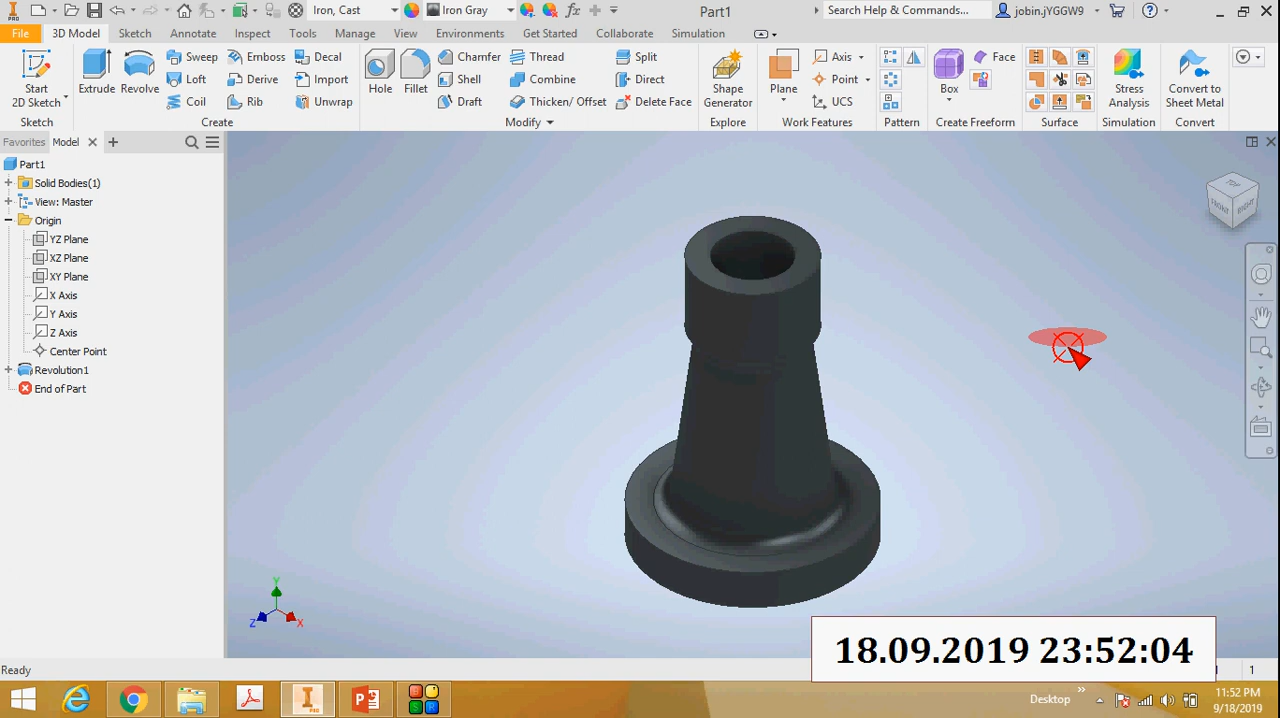 PRO
Iron, Cast
Iron Gray
fx
Part1
Search Help & Commands...
jobin.jYGGW9
File
3D Model
Sketch
Annotate
Inspect
Tools
Manage
View
Environments
Get Started
Collaborate
Simulation
Start
2D Sketch
Extrude
Revolve
Sweep
Emboss
Decal
Loft
Derive
Import
Coil
Rib
Unwrap
Hole
Fillet
Chamfer
Thread
Split
Shell
Combine
Direct
Draft
Thicken/ Offset
Delete Face
Shape
Generator
Plane
Axis
Point
UCS
Box
Face
Stress
Analysis
Convert to
Sheet Metal
Sketch
Create
Modify
Explore
Work Features
Pattern
Create Freeform
Surface
Simulation
Convert
Favorites
Model
Part1
Solid Bodies(1)
View: Master
Origin
YZ Plane
XZ Plane
XY Plane
X Axis
Y Axis
Z Axis
Center Point
Revolution1
End of Part
TOP
FRONT
RIGHT
Y
Z
X
18.09.2019 23:52:04
Ready
1
Desktop
11:52 PM
9/18/2019